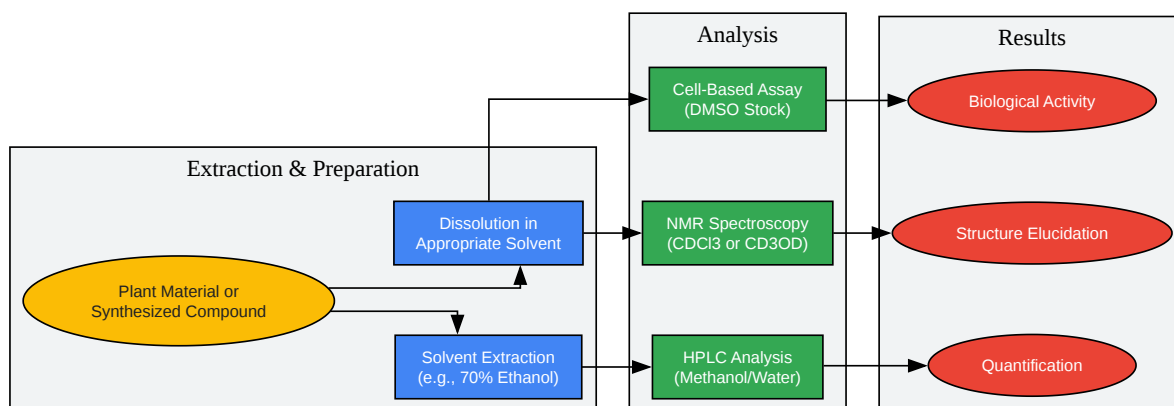 Analysis
Results
Cell-Based Assay
(DMSO Stock)
Biological Activity
Extraction & Preparation
Dissolution in
Appropriate Solvent
NMR Spectroscopy
(CDCl3 or CD3OD)
Structure Elucidation
Plant Material or
Synthesized Compound
Solvent Extraction
(e.g., 70% Ethanol)
HPLC Analysis
(Methanol/Water)
Quantification